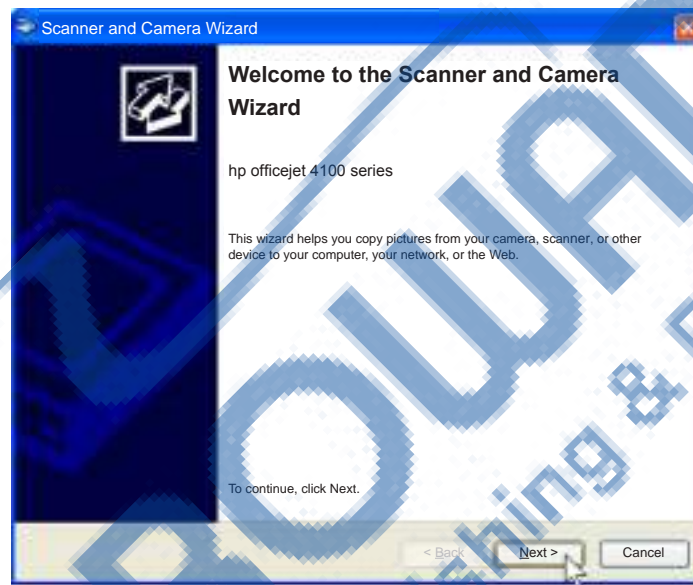 Scanner and Camera Wizard
Welcome to the Scanner and Camera
Wizard
hp officejet 4100 series
This wizard helps you copy pictures from your camera, scanner, or other
device to your computer, your network, or the Web.
To continue, click Next.
< Back Next > Cancel